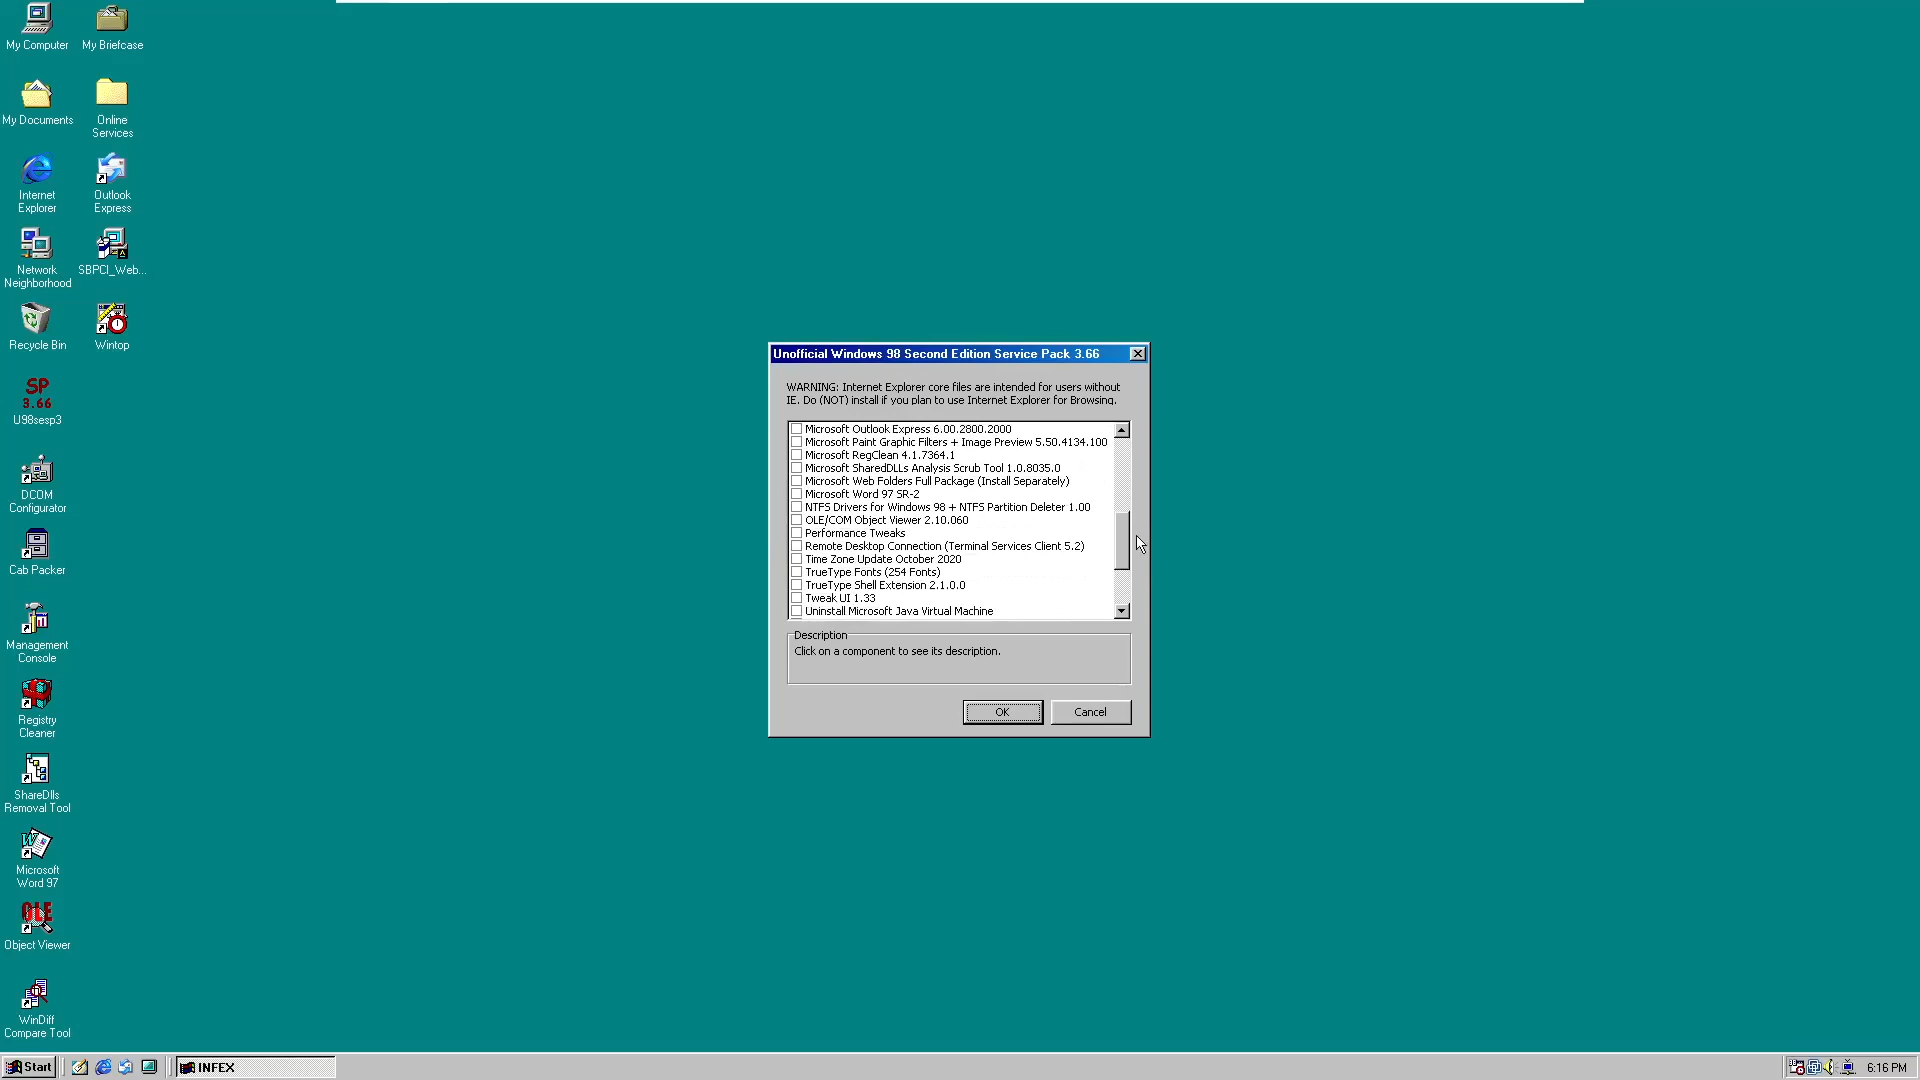 My Computer
My Briefcase
My Documents
Online
Services
Internet
Explorer
Outlook
Express
Network
Neighborhood
SBPCI_Web...
Recycle Bin
Wintop
SP
3.66
U98sesp3
DCOM
Configurator
Cab Packer
Management
Console
Registry
Cleaner
ShareDlls
Removal Tool
Microsoft
Word 97
OLE
Object Viewer
WinDiff
Compare Tool
Unofficial Windows 98 Second Edition Service Pack 3.66
WARNING: Internet Explorer core files are intended for users without
IE. Do (NOT) install if you plan to use Internet Explorer for Browsing.
Microsoft Outlook Express 6.00.2800.2000
Microsoft Paint Graphic Filters + Image Preview 5.50.4134.100
Microsoft RegClean 4.1.7364.1
Microsoft SharedDLLs Analysis Scrub Tool 1.0.8035.0
Microsoft Web Folders Full Package (Install Separately)
Microsoft Word 97 SR-2
NTFS Drivers for Windows 98 + NTFS Partition Deleter 1.00
OLE/COM Object Viewer 2.10.060
Performance Tweaks
Remote Desktop Connection (Terminal Services Client 5.2)
Time Zone Update October 2020
TrueType Fonts (254 Fonts)
TrueType Shell Extension 2.1.0.0
Tweak UI 1.33
Uninstall Microsoft Java Virtual Machine
Description
Click on a component to see its description.
OK
Cancel
Start
INFEX
6:16 PM